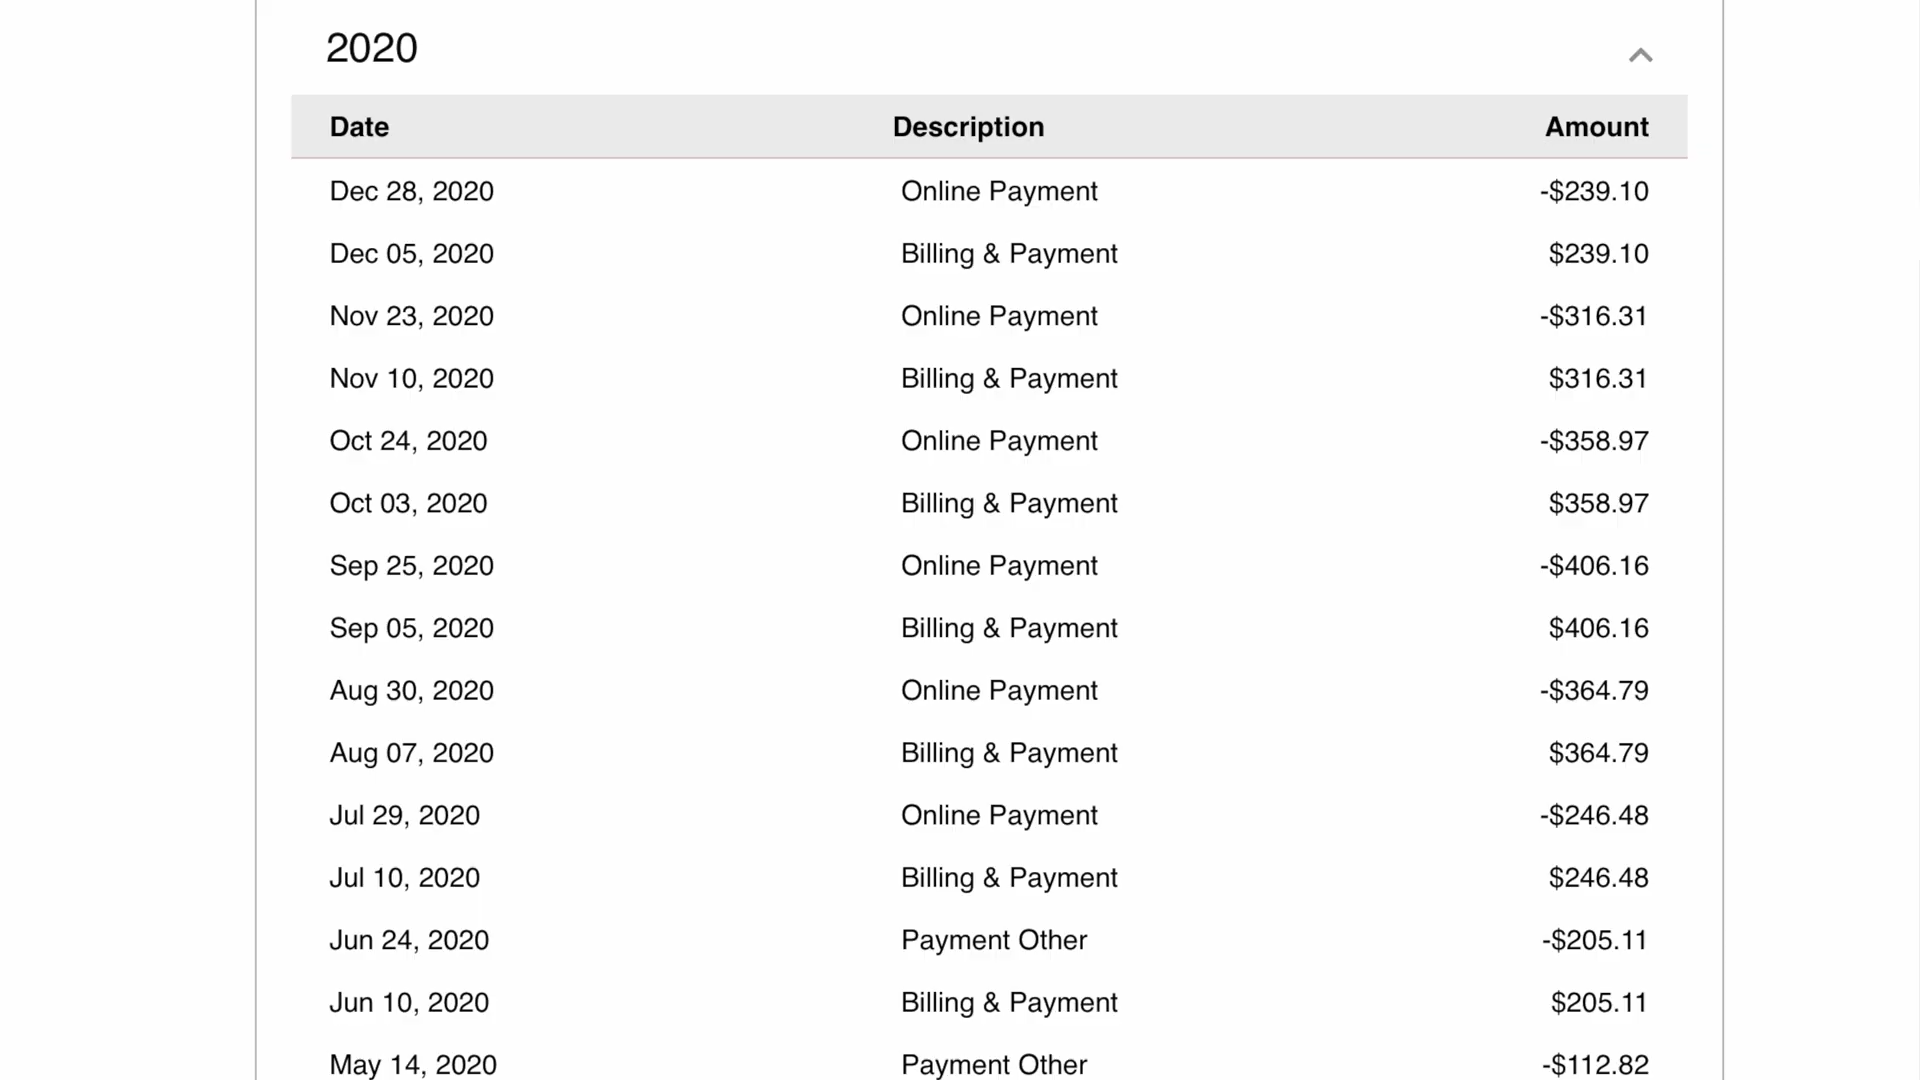 2020
Date Description Amount
Dec 28, 2020 Online Payment -$239.10
Dec 05, 2020 Billing & Payment $239.10
Nov 23, 2020 Online Payment -$316.31
Nov 10, 2020 Billing & Payment $316.31
Oct 24, 2020 Online Payment -$358.97
Oct 03, 2020 Billing & Payment $358.97
Sep 25, 2020 Online Payment -$406.16
Sep 05, 2020 Billing & Payment $406.16
Aug 30, 2020 Online Payment -$364.79
Aug 07, 2020 Billing & Payment $364.79
Jul 29, 2020 Online Payment -$246.48
Jul 10, 2020 Billing & Payment $246.48
Jun 24, 2020 Payment Other -$205.11
Jun 10, 2020 Billing & Payment $205.11
May 14, 2020 Payment Other -$112.82